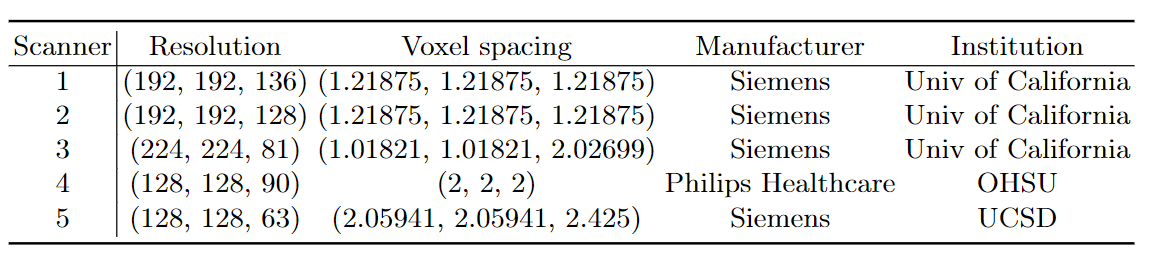 Scanner Resolution Voxel spacing Manufacturer Institution
1 (192, 192, 136) (1.21875, 1.21875, 1.21875) Siemens Univ of California
2 (192, 192, 128) (1.21875, 1.21875, 1.21875) Siemens Univ of California
3 (224, 224, 81) (1.01821, 1.01821, 2.02699) Siemens Univ of California
4 (128, 128, 90) (2, 2, 2) Philips Healthcare OHSU
5 (128, 128, 63) (2.05941, 2.05941, 2.425) Siemens UCSD